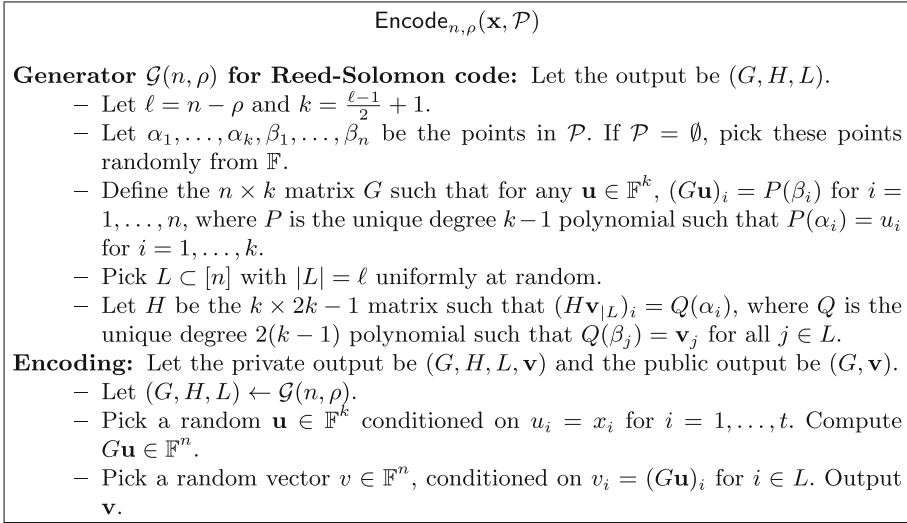 Encode_{n,ρ}(x, 𝒫)
Generator 𝒢(n, ρ) for Reed-Solomon code: Let the output be (G, H, L).
– Let ℓ = n − ρ and k = \frac{ℓ−1}{2} + 1.
– Let α_1, . . . , α_k, β_1, . . . , β_n be the points in 𝒫. If 𝒫 = ∅, pick these points
randomly from 𝔽.
– Define the n × k matrix G such that for any u ∈ 𝔽^k, (Gu)_i = P(β_i) for i =
1, . . . , n, where P is the unique degree k−1 polynomial such that P(α_i) = u_i
for i = 1, . . . , k.
– Pick L ⊂ [n] with |L| = ℓ uniformly at random.
– Let H be the k × 2k − 1 matrix such that (Hv_{|L})_i = Q(α_i), where Q is the
unique degree 2(k − 1) polynomial such that Q(β_j) = v_j for all j ∈ L.
Encoding: Let the private output be (G, H, L, v) and the public output be (G, v).
– Let (G, H, L) ← 𝒢(n, ρ).
– Pick a random u ∈ 𝔽^k conditioned on u_i = x_i for i = 1, . . . , t. Compute
Gu ∈ 𝔽^n.
– Pick a random vector v ∈ 𝔽^n, conditioned on v_i = (Gu)_i for i ∈ L. Output
v.